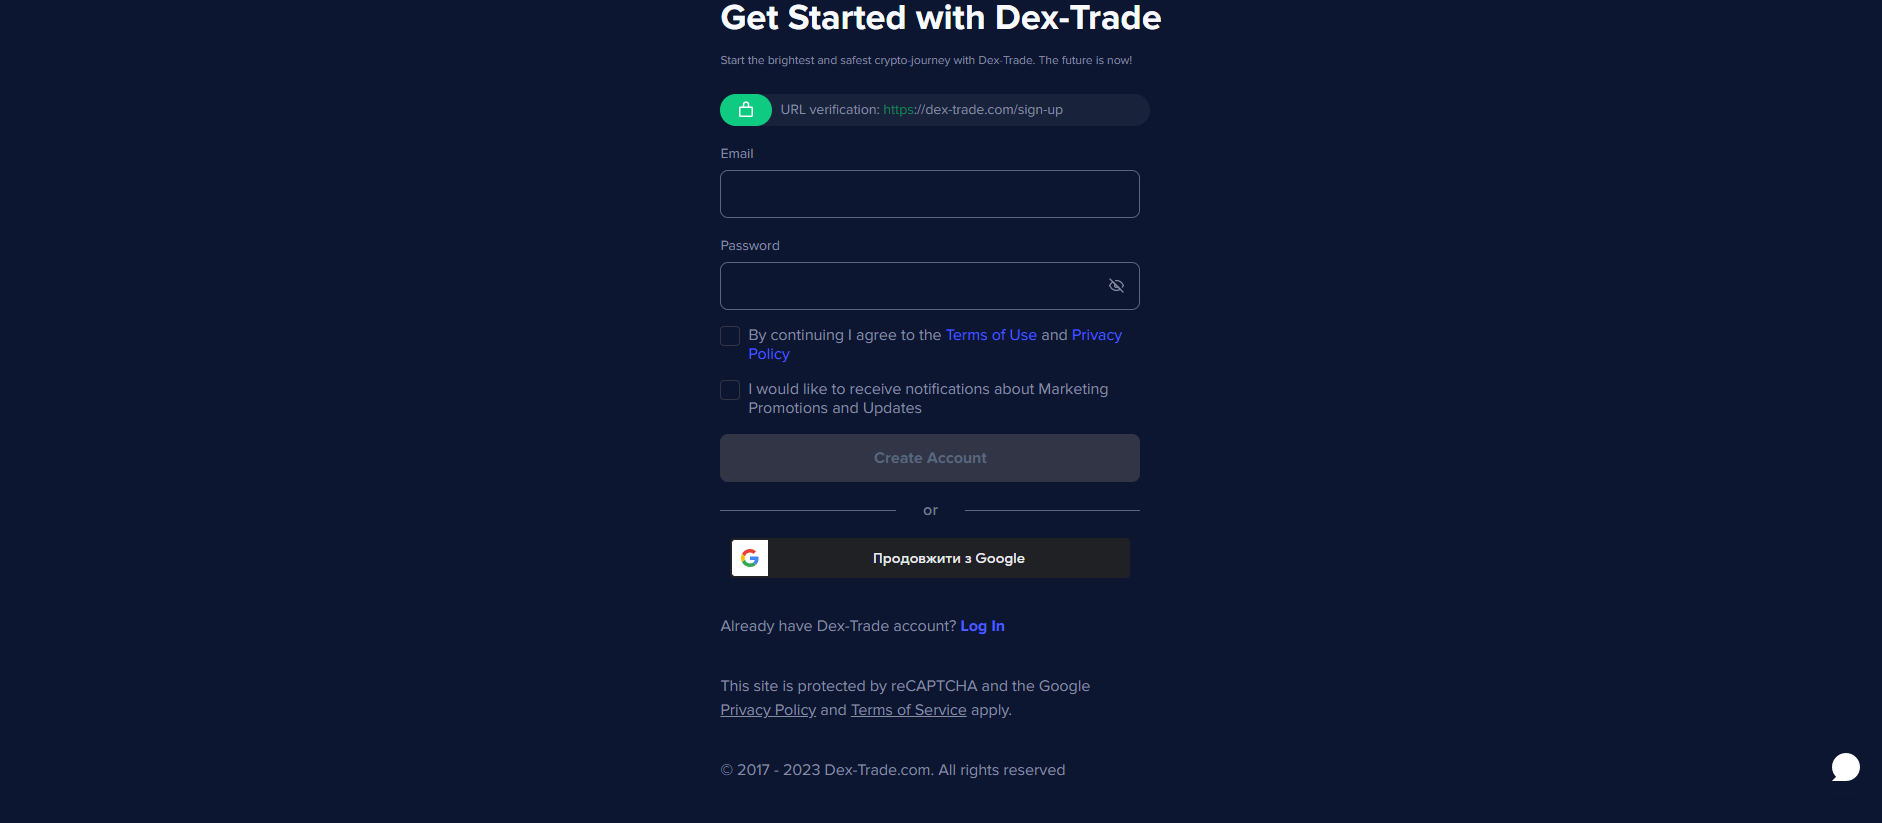 Get Started with Dex-Trade
Start the brightest and safest crypto-journey with Dex-Trade. The future is now!
URL verification: https://dex-trade.com/sign-up
Email
Password
By continuing I agree to the Terms of Use and Privacy
Policy
I would like to receive notifications about Marketing
Promotions and Updates
Create Account
or
Продовжити з Google
Already have Dex-Trade account? Log In
This site is protected by reCAPTCHA and the Google
Privacy Policy and Terms of Service apply.
© 2017 - 2023 Dex-Trade.com. All rights reserved